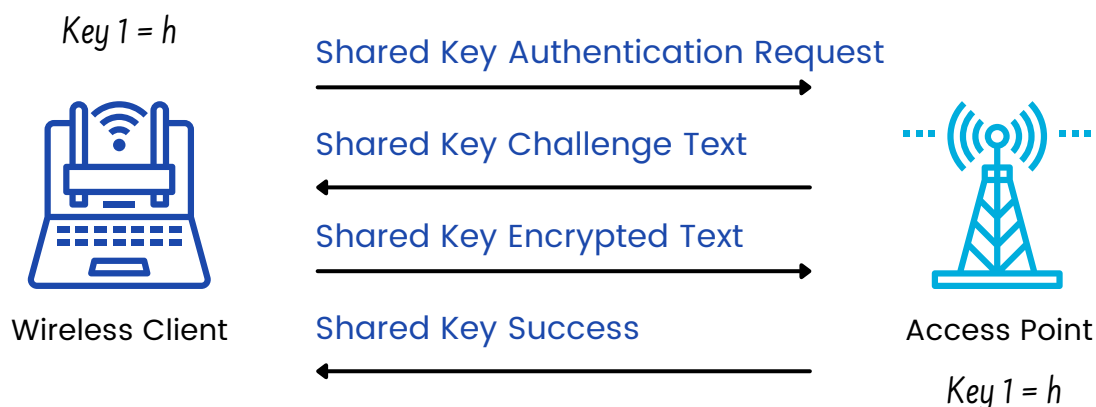 Key 1 = h
Shared Key Authentication Request
Shared Key Challenge Text
Shared Key Encrypted Text
Wireless Client
Shared Key Success
Access Point
Key 1 = h